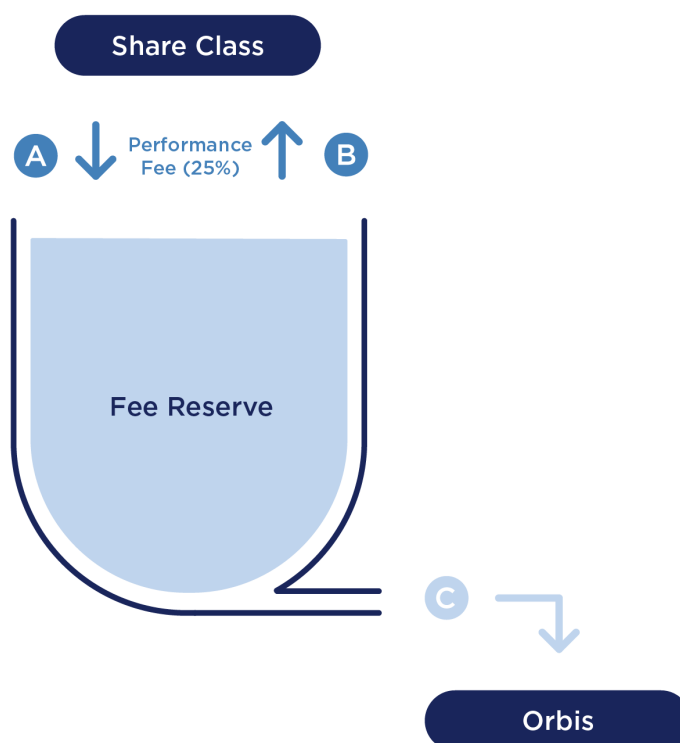 Share Class
A
Performance
Fee (25%)
B
Fee Reserve
C
Orbis